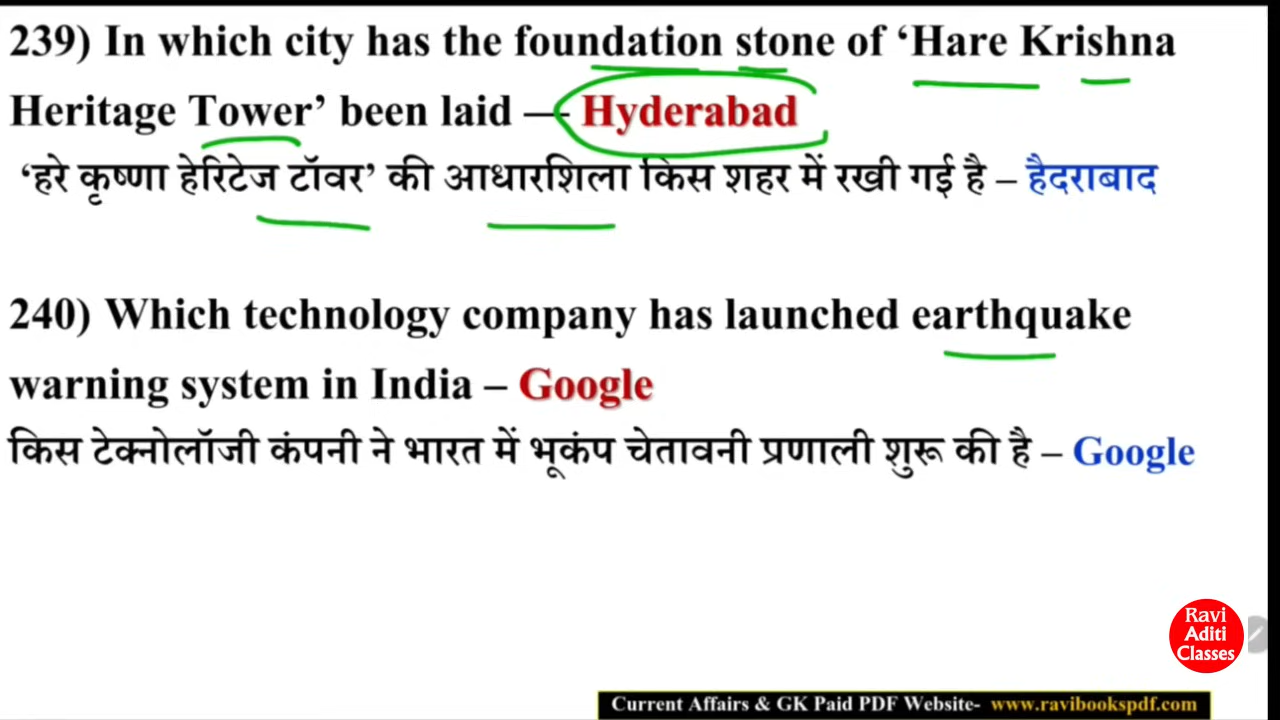 239) In which city has the foundation stone of ‘Hare Krishna
Heritage Tower’ been laid — Hyderabad
‘हरे कृष्णा हेरिटेज टॉवर’ की आधारशिला किस शहर में रखी गई है – हैदराबाद
240) Which technology company has launched earthquake
warning system in India – Google
किस टेक्नोलॉजी कंपनी ने भारत में भूकंप चेतावनी प्रणाली शुरू की है – Google
Ravi
Aditi
Classes
Current Affairs & GK Paid PDF Website- www.ravibookspdf.com